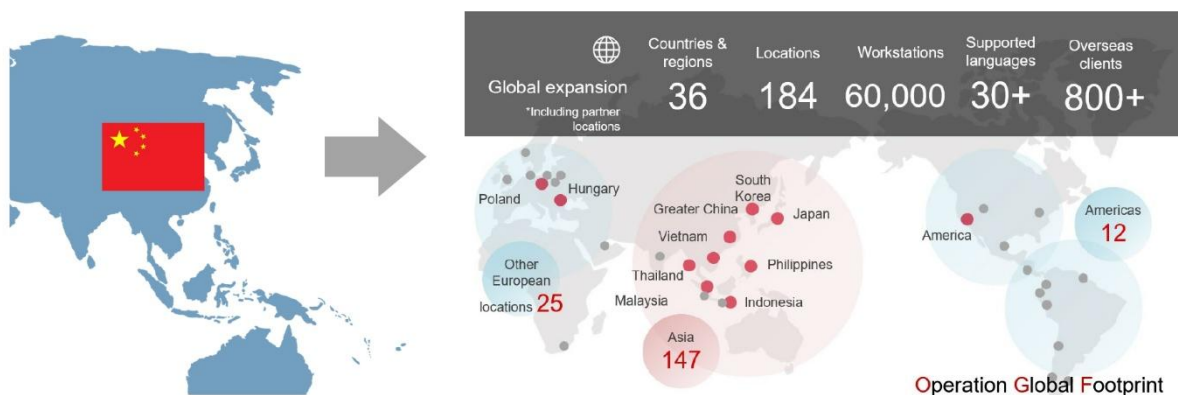 Global expansion
*Including partner
locations
Countries &
regions
36
Locations
184
Workstations
60,000
Supported
languages
30+
Overseas
clients
800+
Poland
Hungary
Other
European
locations 25
South
Korea
Greater China
Japan
Vietnam
Thailand
Philippines
Malaysia
Indonesia
Asia
147
America
Americas
12
Operation Global Footprint